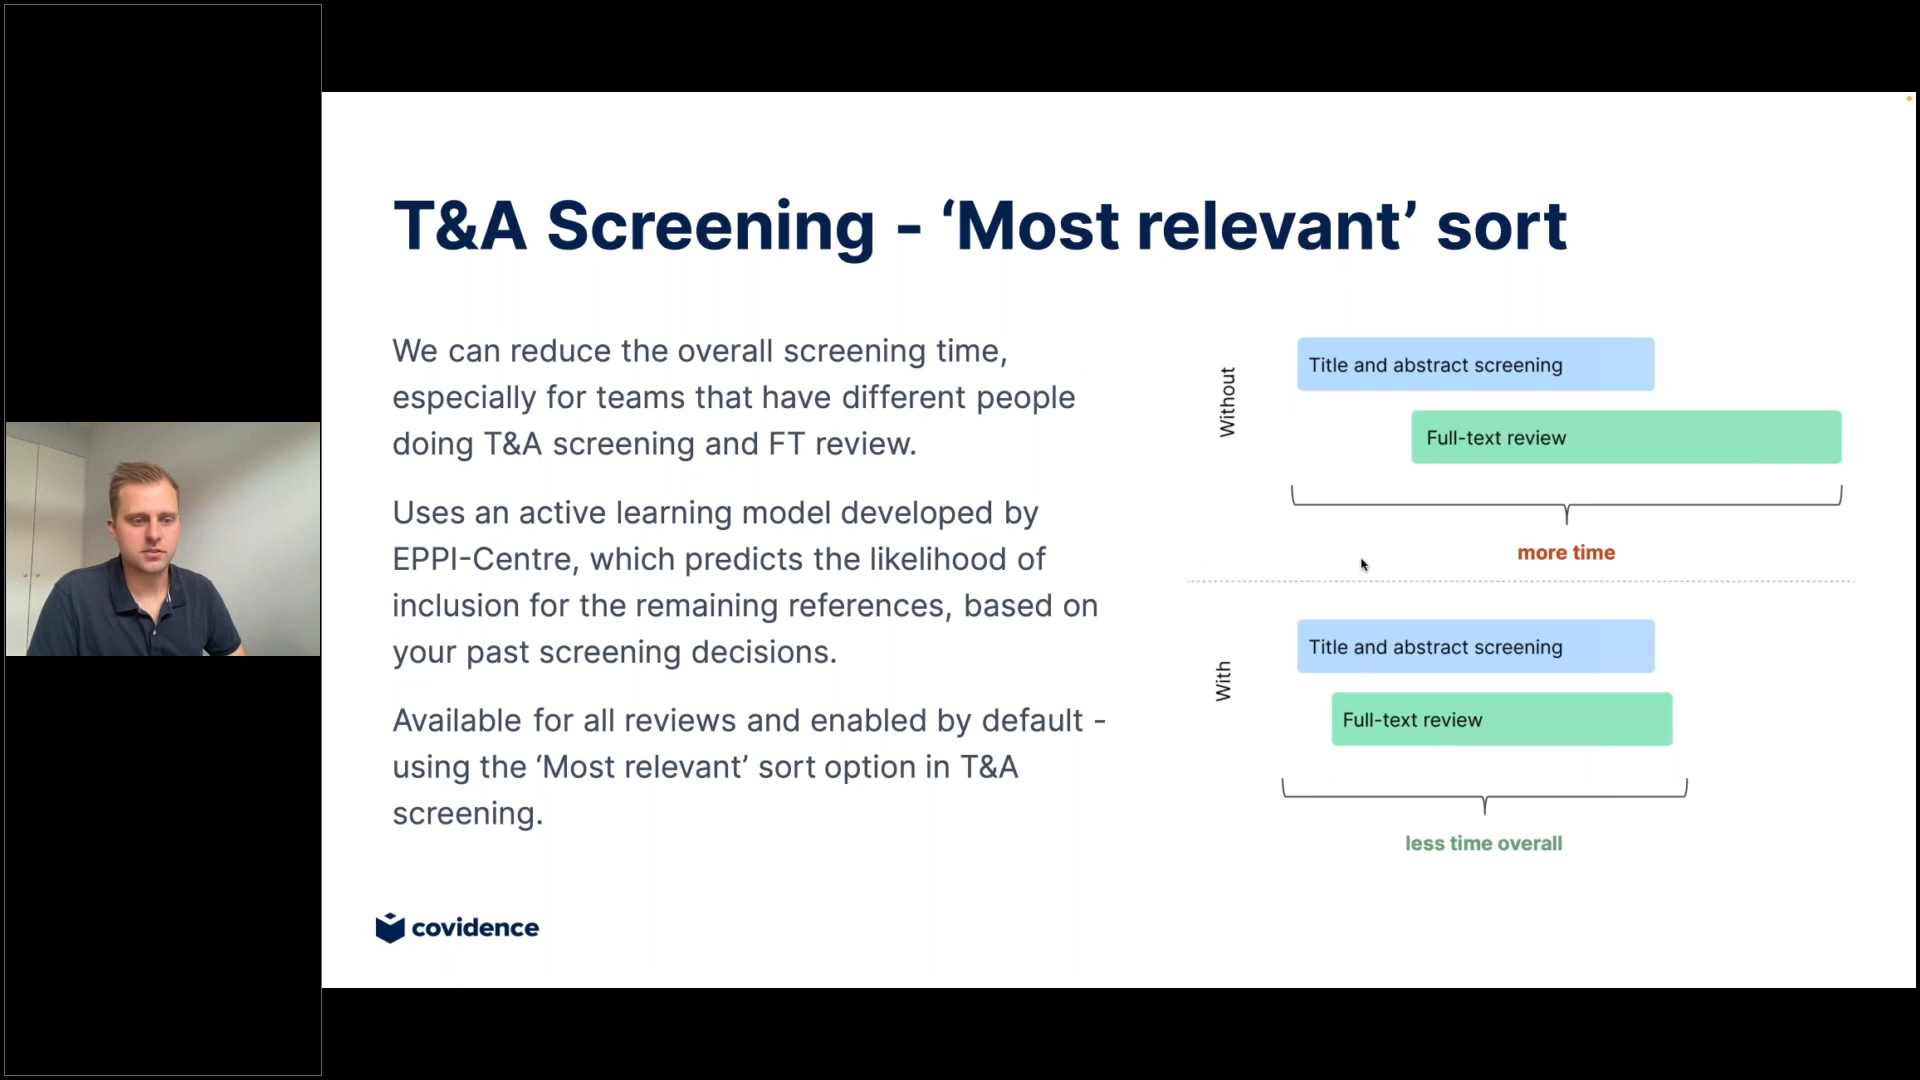 T&A Screening - ‘Most relevant’ sort
We can reduce the overall screening time,
especially for teams that have different people
doing T&A screening and FT review.
Uses an active learning model developed by
EPPI-Centre, which predicts the likelihood of
inclusion for the remaining references, based on
your past screening decisions.
Available for all reviews and enabled by default -
using the ‘Most relevant’ sort option in T&A
screening.
Without
Title and abstract screening
Full-text review
more time
With
Title and abstract screening
Full-text review
less time overall
covidence